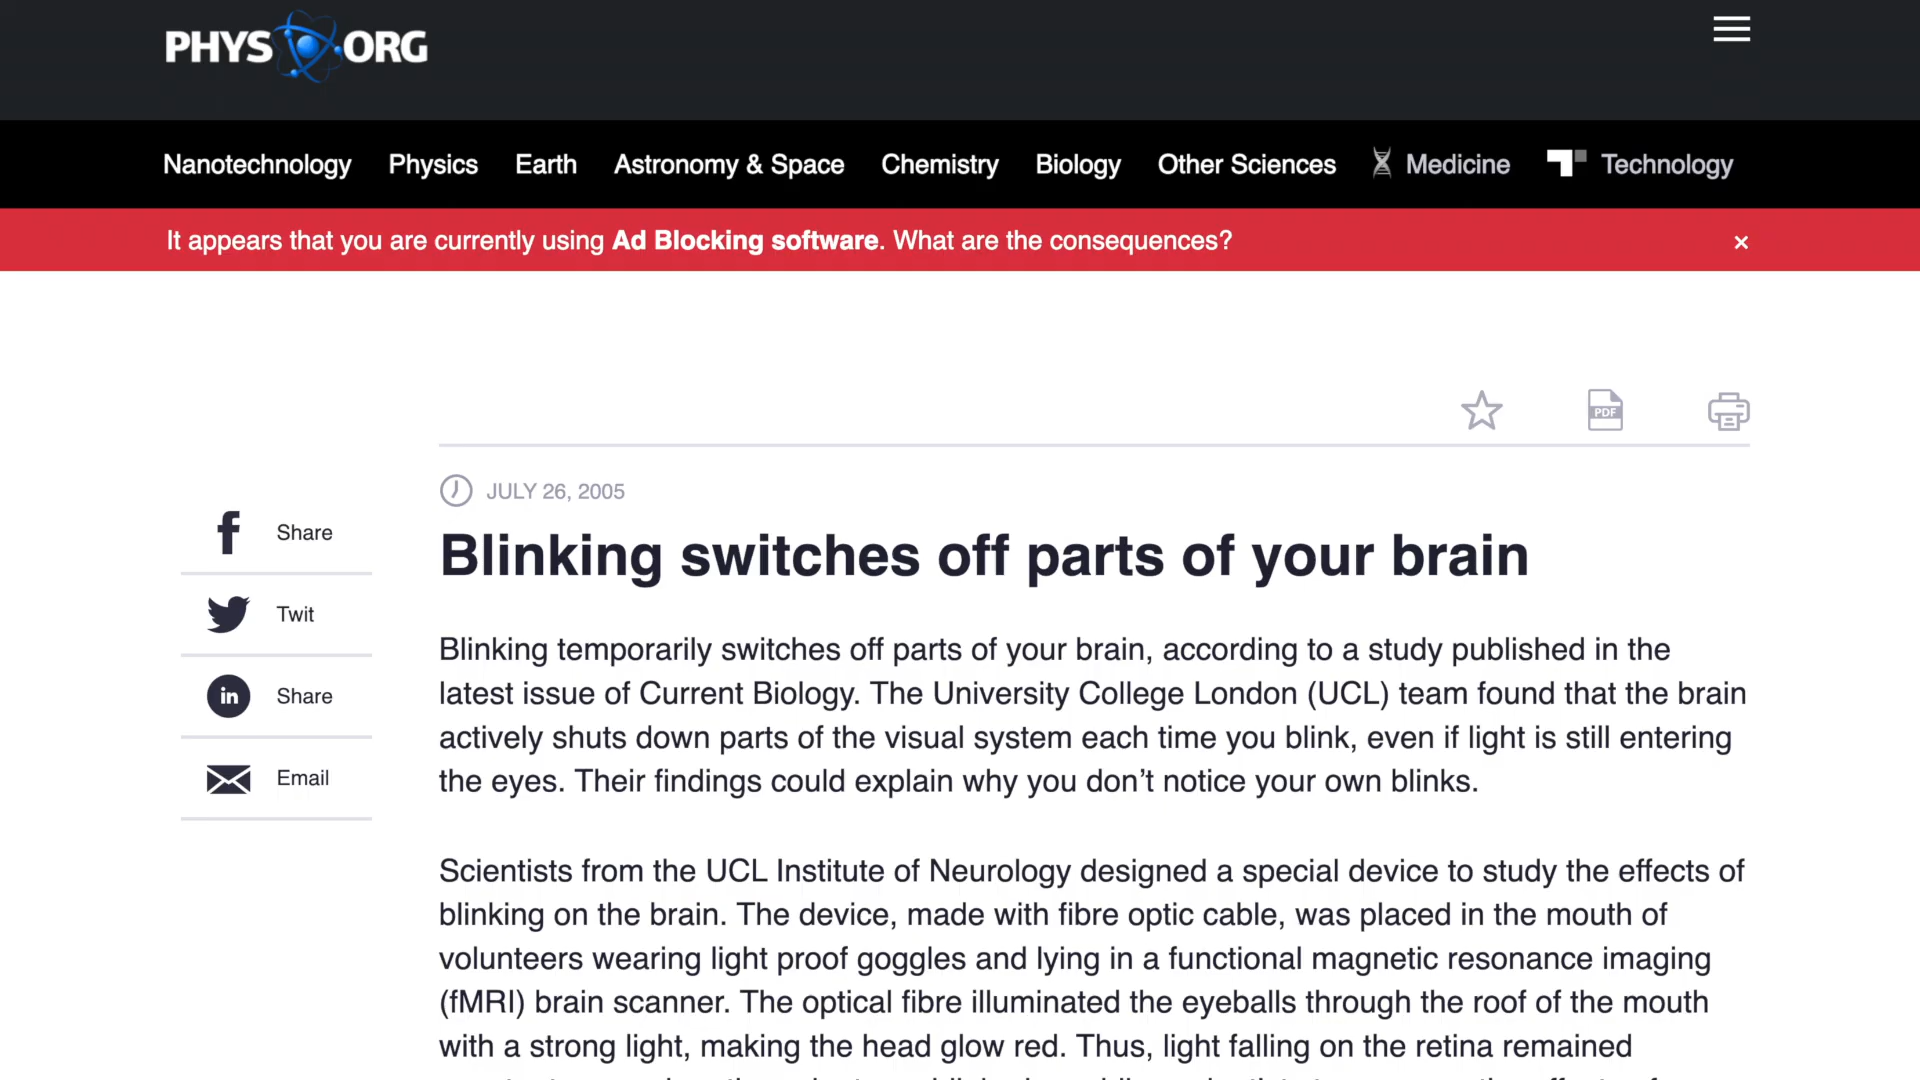 PHYS ORG
Nanotechnology Physics Earth Astronomy & Space Chemistry Biology Other Sciences Medicine Technology
It appears that you are currently using Ad Blocking software. What are the consequences? ×
PDF
JULY 26, 2005
Blinking switches off parts of your brain
f Share
Twit
in Share
Email
Blinking temporarily switches off parts of your brain, according to a study published in the
latest issue of Current Biology. The University College London (UCL) team found that the brain
actively shuts down parts of the visual system each time you blink, even if light is still entering
the eyes. Their findings could explain why you don’t notice your own blinks.
Scientists from the UCL Institute of Neurology designed a special device to study the effects of
blinking on the brain. The device, made with fibre optic cable, was placed in the mouth of
volunteers wearing light proof goggles and lying in a functional magnetic resonance imaging
(fMRI) brain scanner. The optical fibre illuminated the eyeballs through the roof of the mouth
with a strong light, making the head glow red. Thus, light falling on the retina remained